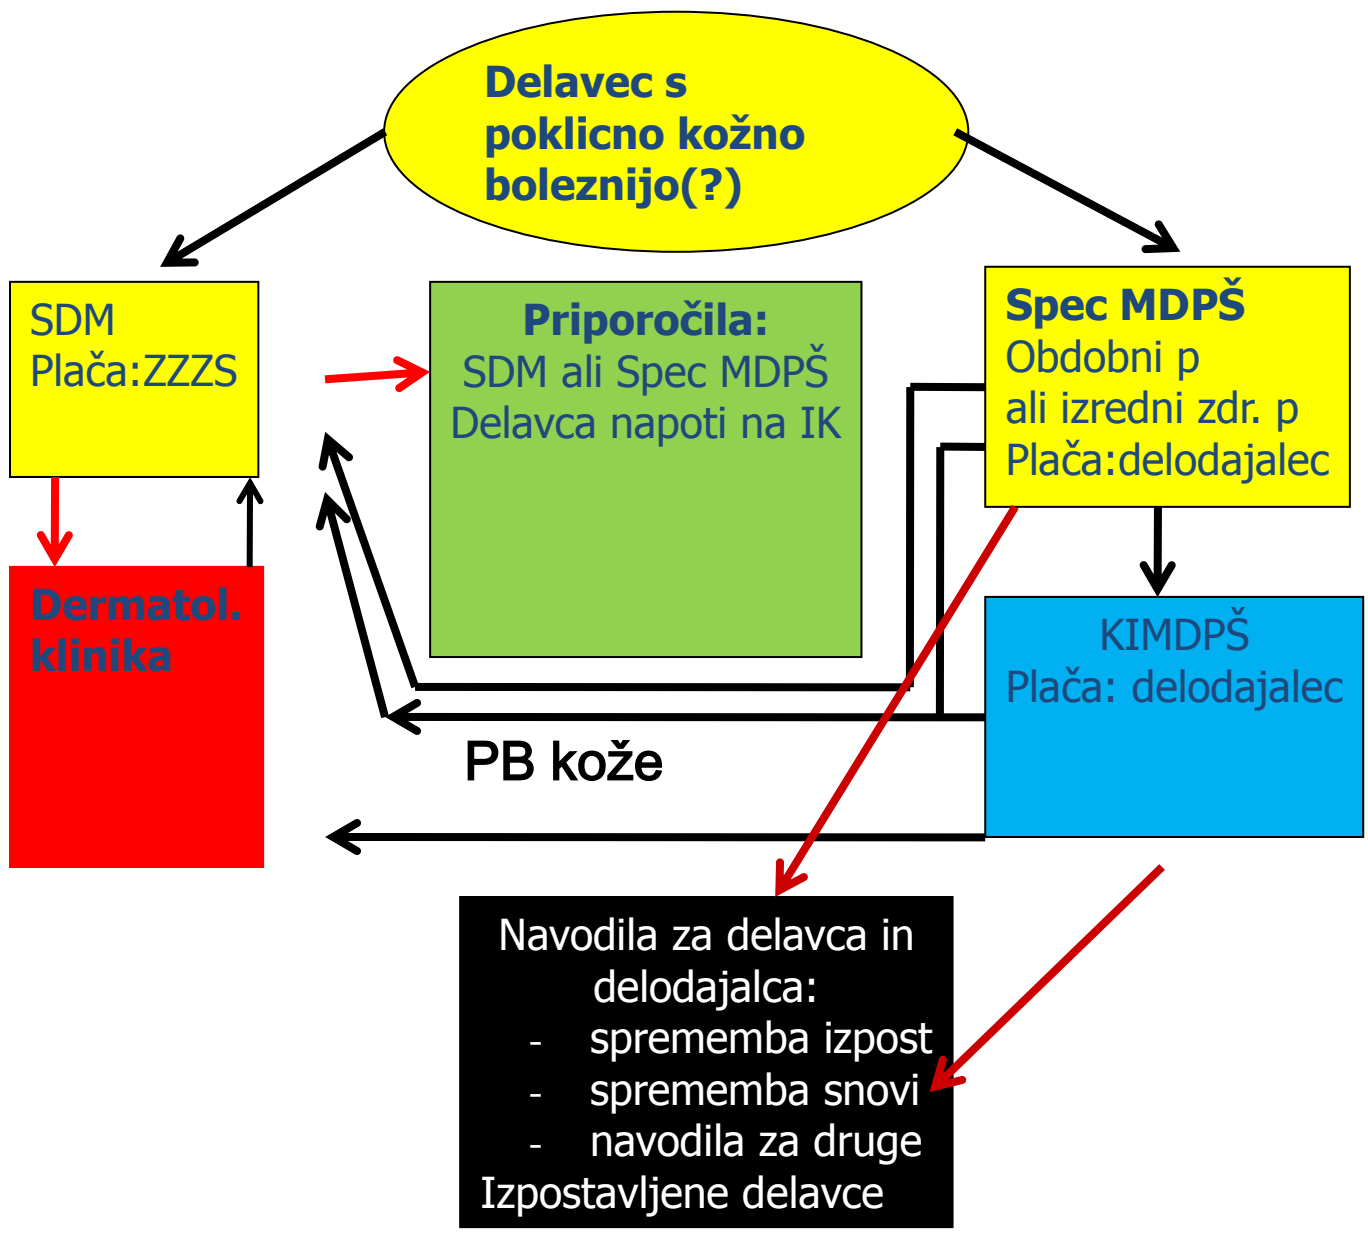 Delavec s
poklicno kožno
boleznijo(?)
SDM
Plača:ZZZS
Priporočila:
SDM ali Spec MDPŠ
Delavca napoti na IK
Spec MDPŠ
Obdobni p
ali izredni zdr. p
Plača:delodajalec
Dermatol.
klinika
KIMDPŠ
Plača: delodajalec
PB kože
Navodila za delavca in
delodajalca:
- sprememba izpost
- sprememba snovi
- navodila za druge
Izpostavljene delavce